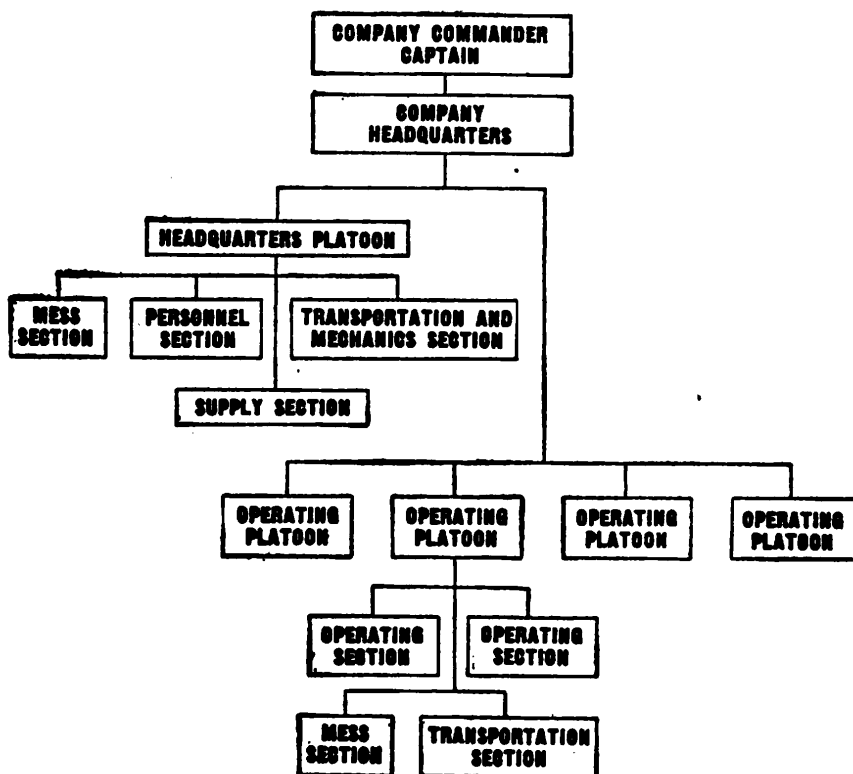 COMPANY COMMANDER
CAPTAIN
COMPANY
HEADQUARTERS
HEADQUARTERS PLATOON
MESS
SECTION
PERSONNEL
SECTION
TRANSPORTATION AND
MECHANICS SECTION
SUPPLY SECTION
OPERATING
PLATOON
OPERATING
PLATOON
OPERATING
PLATOON
OPERATING
PLATOON
OPERATING
SECTION
OPERATING
SECTION
MESS
SECTION
TRANSPORTATION
SECTION